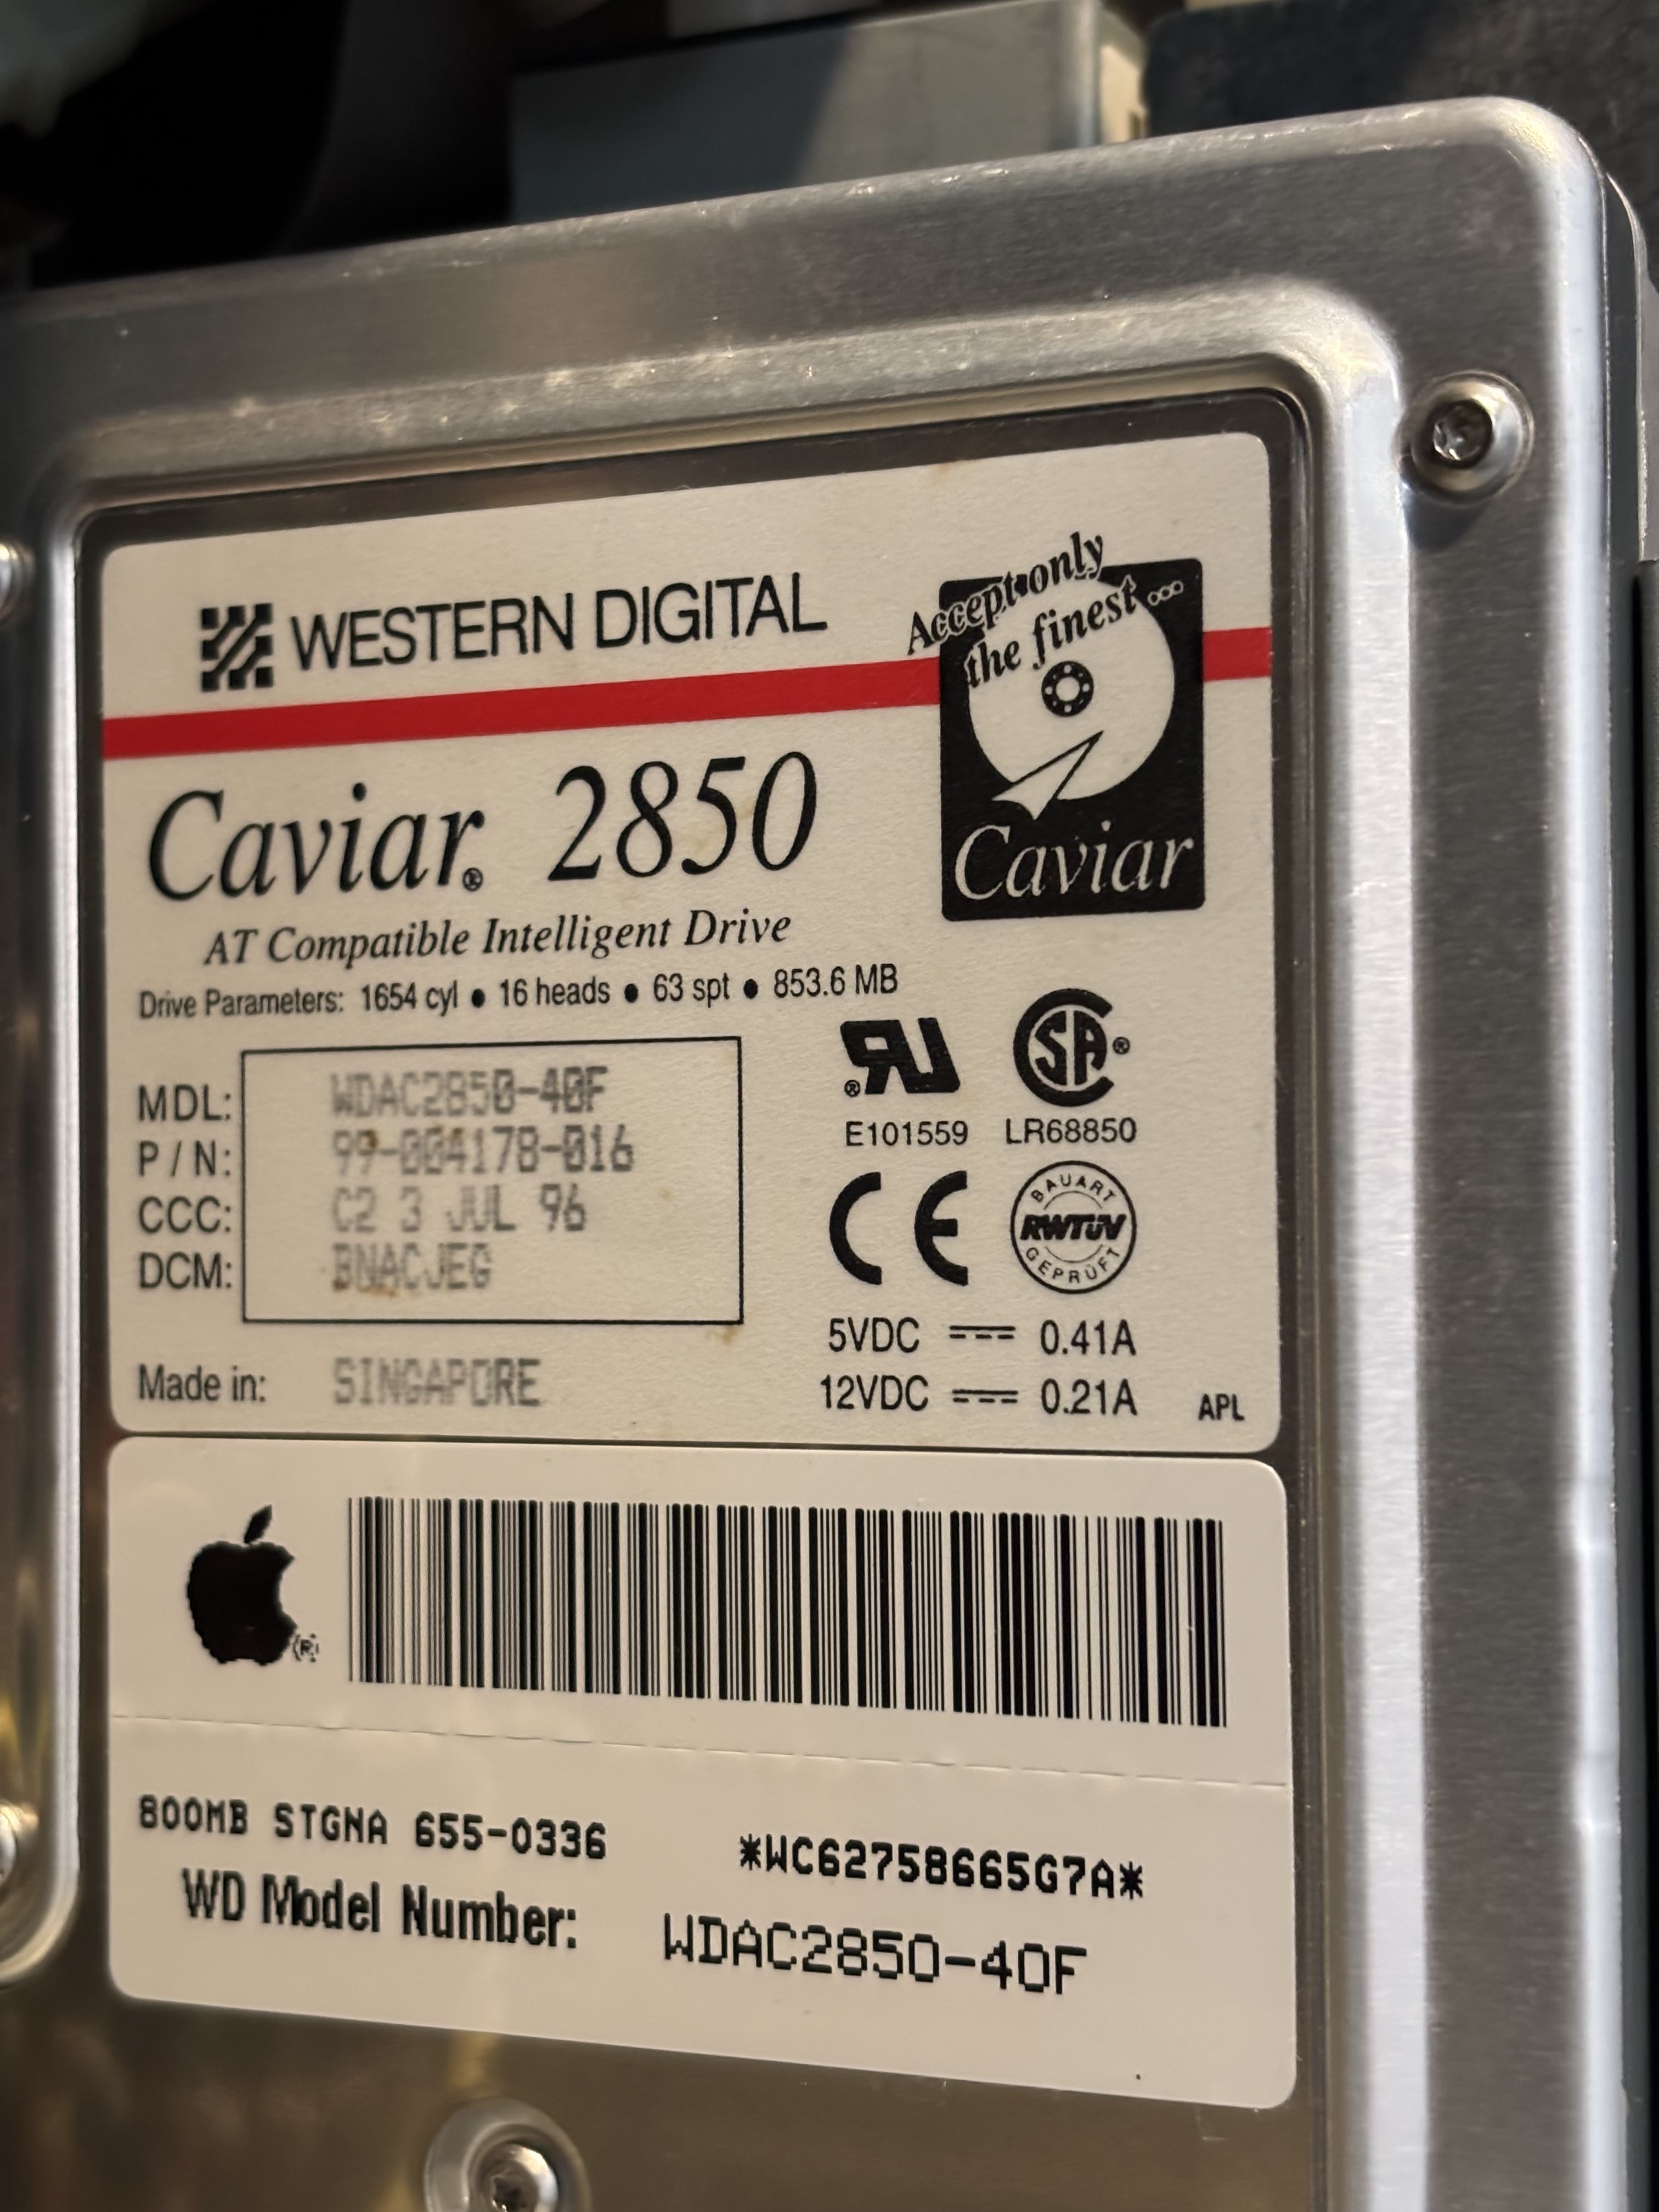 WESTERN DIGITAL
Accept only
the finest ...
Caviar
Caviar® 2850
AT Compatible Intelligent Drive
Drive Parameters: 1654 cyl ● 16 heads ● 63 spt ● 853.6 MB
MDL: WDAC2850-40F
P / N: 99-004178-016
CCC: C2 3 JUL 96
DCM: BNACJEG
Made in: SINGAPORE
RU®
E101559
SA®
LR68850
CE
BAUART
RWTÜV
GEPRÜFT
5VDC 0.41A
12VDC 0.21A
APL
(R)
800MB STGNA 655-0336
*WC62758665G7A*
WD Model Number: WDAC2850-40F